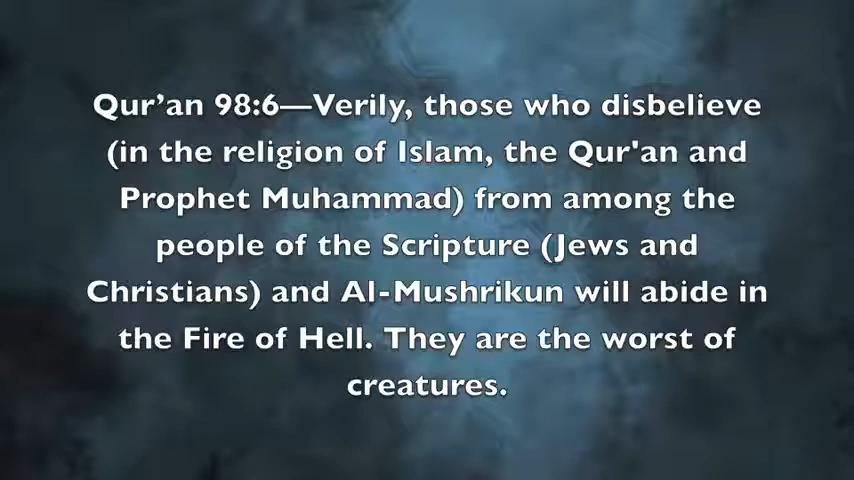 Qur’an 98:6—Verily, those who disbelieve
(in the religion of Islam, the Qur'an and
Prophet Muhammad) from among the
people of the Scripture (Jews and
Christians) and Al-Mushrikun will abide in
the Fire of Hell. They are the worst of
creatures.